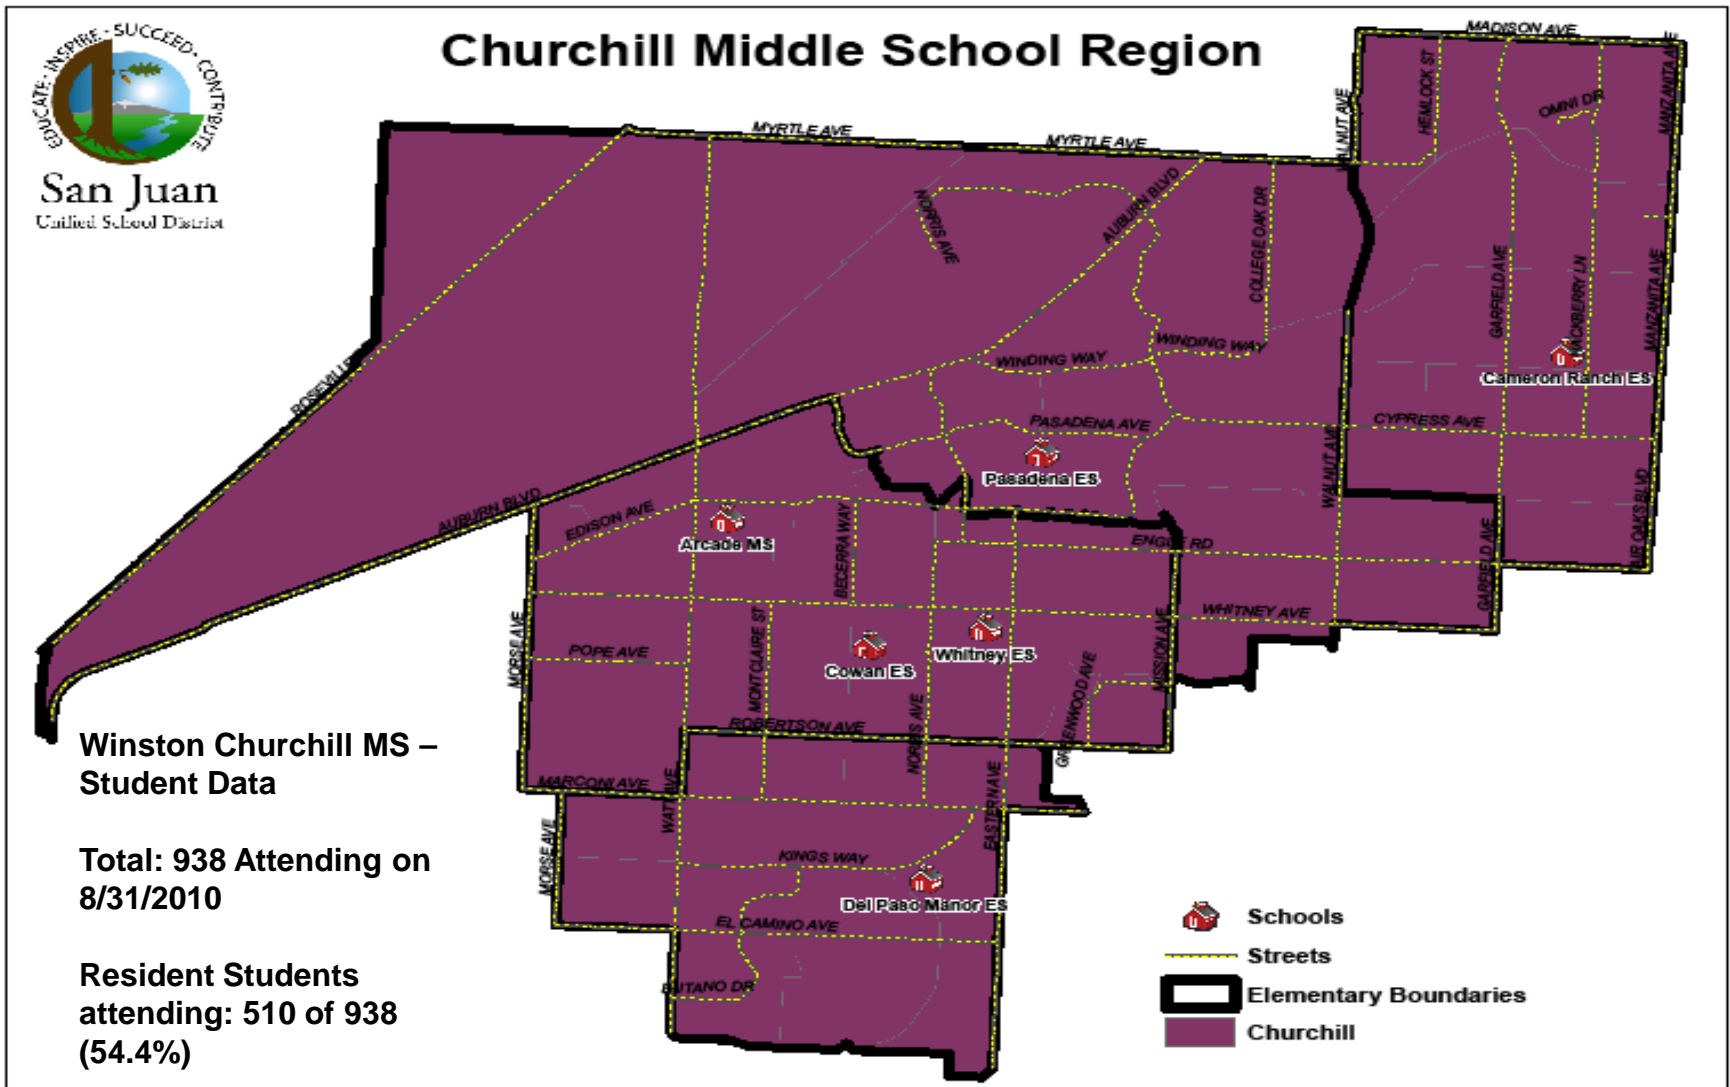 EDUCATE · INSPIRE · SUCCEED · CONTRIBUTE
San Juan
Unified School District
Churchill Middle School Region
MADISON AVE
MANZANITA AVE
HEMLOCK ST
OMNI DR
WALNUT AVE
MYRTLE AVE
MYRTLE AVE
AUBURN BLVD
NORRIS AVE
COLLEGE OAK DR
GARFIELD AVE
HACKBERRY LN
MANZANITA AVE
WINDING WAY
WINDING WAY
Cameron Ranch ES
ROSEVILLE
PASADENA AVE
CYPRESS AVE
Pasadena ES
WALNUT AVE
AUBURN BLVD
EDISON AVE
Arcade MS
BECERRA WAY
ENGLE RD
GARFIELD AVE
FAIR OAKS BLVD
WHITNEY AVE
MORSE AVE
POPE AVE
MONTCLAIRE ST
Cowan ES
Whitney ES
MISSION AVE
GREENWOOD AVE
ROBERTSON AVE
NORRIS AVE
MARCONI AVE
WATT AVE
EASTERN AVE
MORSE AVE
KINGS WAY
Del Paso Manor ES
EL CAMINO AVE
BUTANO DR
Winston Churchill MS –
Student Data
Total: 938 Attending on
8/31/2010
Resident Students
attending: 510 of 938
(54.4%)
Schools
Streets
Elementary Boundaries
Churchill